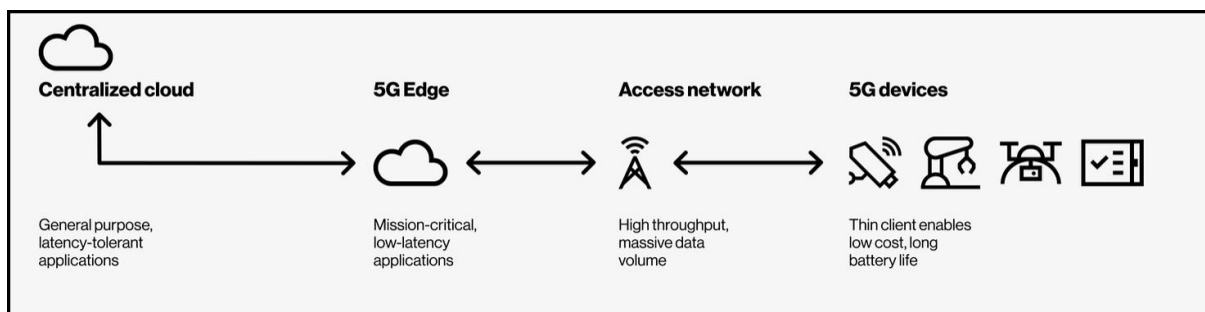 Centralized cloud
5G Edge
Access network
5G devices
General purpose,
latency-tolerant
applications
Mission-critical,
low-latency
applications
High throughput,
massive data
volume
Thin client enables
low cost, long
battery life